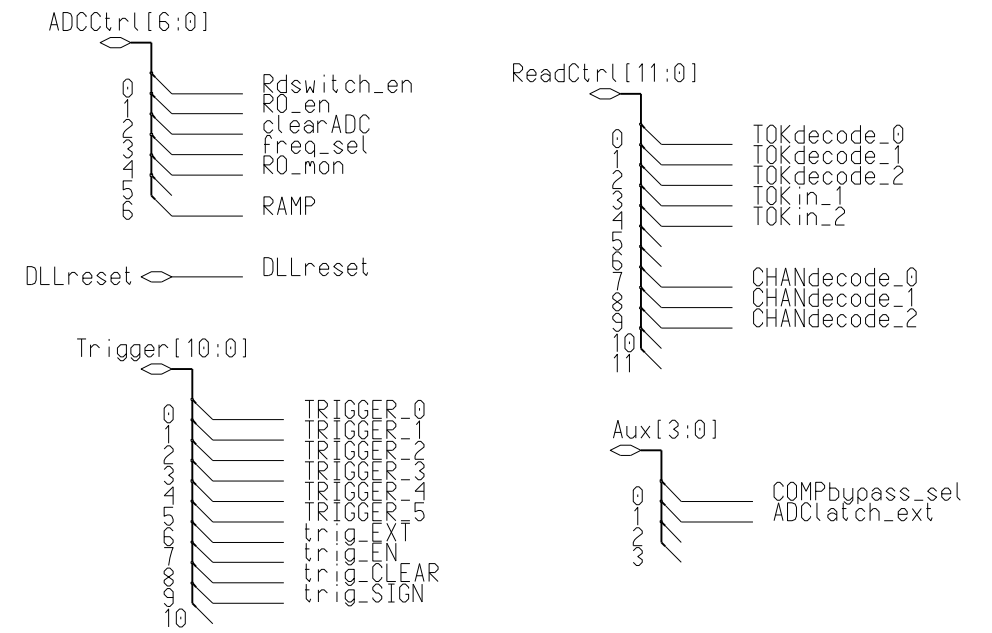 ADCCtrl[6:0]
0 Rdswitch_en
1 RO_en
2 clearADC
3 freq_sel
4 RO_mon
5
6 RAMP
DLLreset DLLreset
Trigger[10:0]
0 TRIGGER_0
1 TRIGGER_1
2 TRIGGER_2
3 TRIGGER_3
4 TRIGGER_4
5 TRIGGER_5
6 trig_EXT
7 trig_EN
8 trig_CLEAR
9 trig_SIGN
10
ReadCtrl[11:0]
0 TOKdecode_0
1 TOKdecode_1
2 TOKdecode_2
3 TOKin_1
4 TOKin_2
5
6
7 CHANdecode_0
8 CHANdecode_1
9 CHANdecode_2
10
11
Aux[3:0]
0 COMPbypass_sel
1 ADClatch_ext
2
3